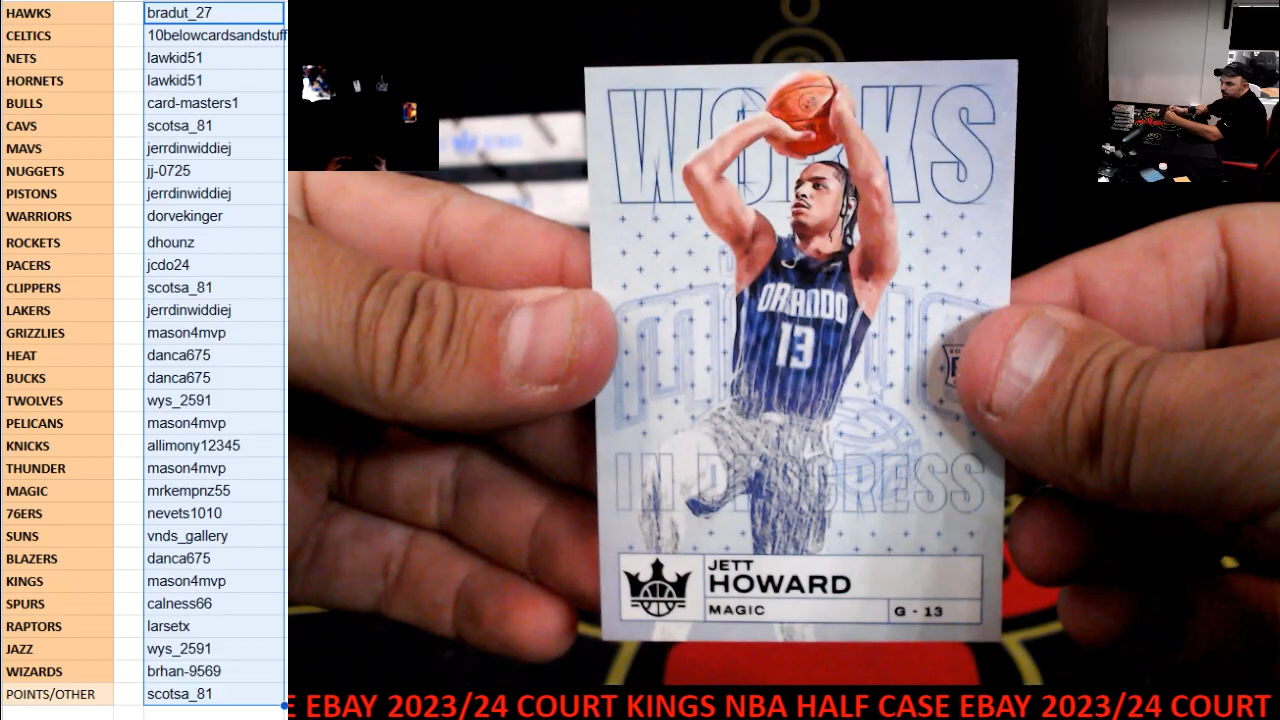 HAWKS bradut_27
CELTICS 10belowcardsandstuff
NETS lawkid51
HORNETS lawkid51
BULLS card-masters1
CAVS scotsa_81
MAVS jerrdinwiddiej
NUGGETS jj-0725
PISTONS jerrdinwiddiej
WARRIORS dorvekinger
ROCKETS dhounz
PACERS jcdo24
CLIPPERS scotsa_81
LAKERS jerrdinwiddiej
GRIZZLIES mason4mvp
HEAT danca675
BUCKS danca675
TWOLVES wys_2591
PELICANS mason4mvp
KNICKS allimony12345
THUNDER mason4mvp
MAGIC mrkempnz55
76ERS nevets1010
SUNS vnds_gallery
BLAZERS danca675
KINGS mason4mvp
SPURS calness66
RAPTORS larsetx
JAZZ wys_2591
WIZARDS brhan-9569
POINTS/OTHER scotsa_81
WORKS
ORLANDO
13
IN PROGRESS
JETT
HOWARD
MAGIC G - 13
E EBAY 2023/24 COURT KINGS NBA HALF CASE EBAY 2023/24 COURT